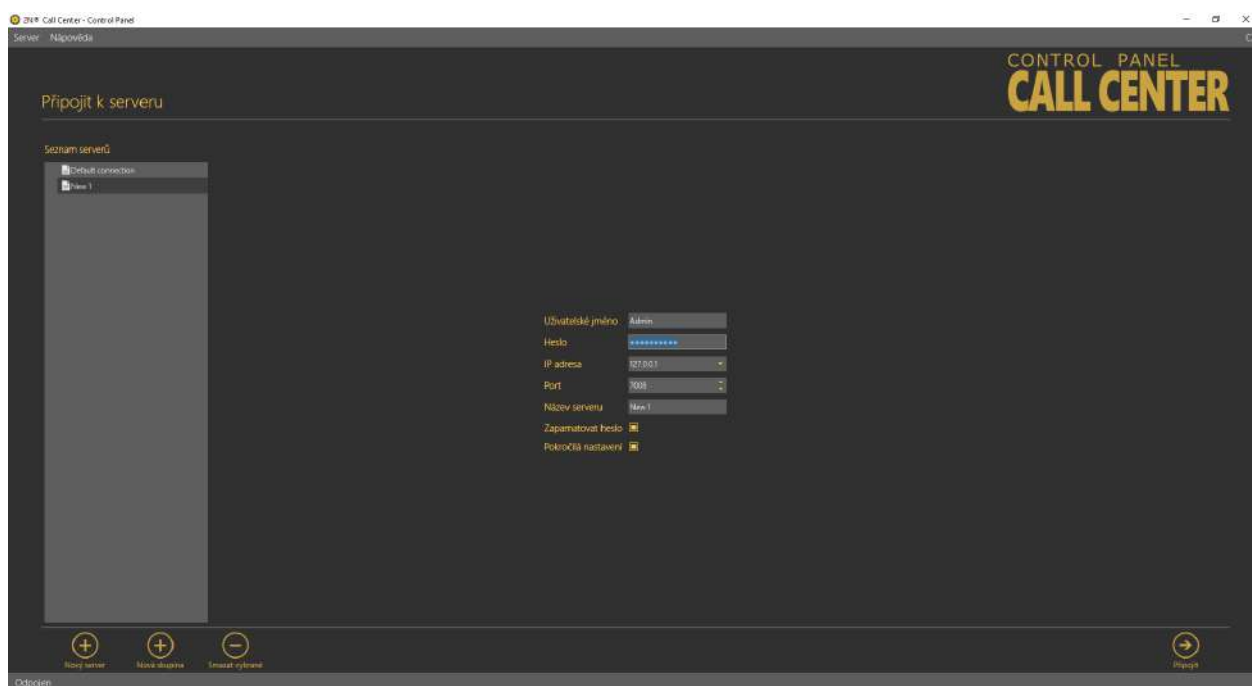 ZN® Call Center - Control Panel
Server Nápověda
CONTROL PANEL
CALL CENTER
Připojit k serveru
Seznam serverů
Default connection
New 1
Uživatelské jméno Admin
Heslo **********
IP adresa 127.0.0.1
Port 7008
Název serveru New 1
Zapamatovat heslo
Pokročilá nastavení
Nový server Nová skupina Smazat vybrané
Připojit
Odpojen